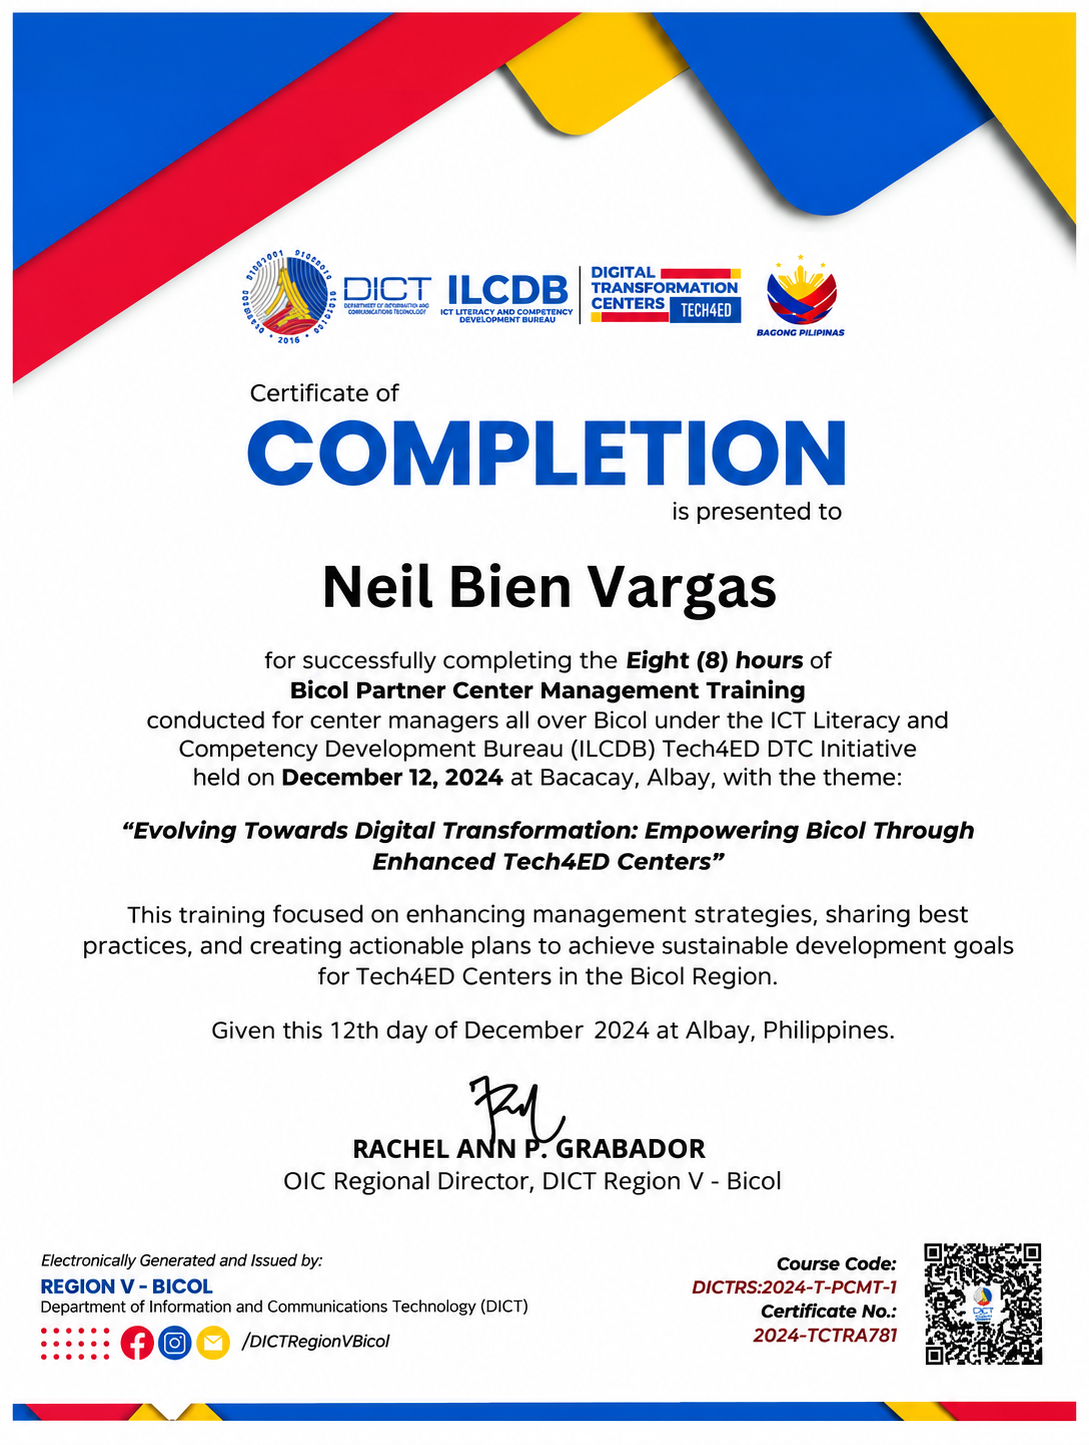 DICT
DEPARTMENT OF INFORMATION AND
COMMUNICATIONS TECHNOLOGY
2016
ILCDB
ICT LITERACY AND COMPETENCY
DEVELOPMENT BUREAU
DIGITAL
TRANSFORMATION
CENTERS
TECH4ED
BAGONG PILIPINAS
Certificate of
COMPLETION
is presented to
Neil Bien Vargas
for successfully completing the Eight (8) hours of
Bicol Partner Center Management Training
conducted for center managers all over Bicol under the ICT Literacy and
Competency Development Bureau (ILCDB) Tech4ED DTC Initiative
held on December 12, 2024 at Bacacay, Albay, with the theme:
“Evolving Towards Digital Transformation: Empowering Bicol Through
Enhanced Tech4ED Centers”
This training focused on enhancing management strategies, sharing best
practices, and creating actionable plans to achieve sustainable development goals
for Tech4ED Centers in the Bicol Region.
Given this 12th day of December 2024 at Albay, Philippines.
RACHEL ANN P. GRABADOR
OIC Regional Director, DICT Region V - Bicol
Electronically Generated and Issued by:
REGION V - BICOL
Department of Information and Communications Technology (DICT)
/DICTRegionVBicol
Course Code:
DICTRS:2024-T-PCMT-1
Certificate No.:
2024-TCTRA781